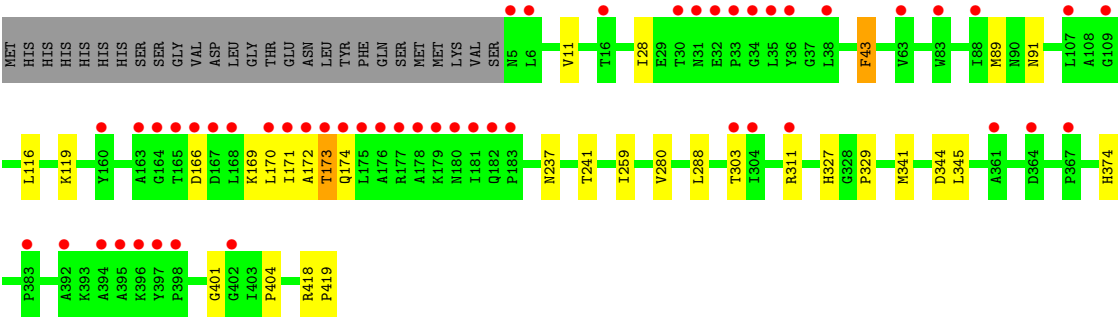 MET HIS HIS HIS HIS HIS HIS SER SER GLY VAL ASP LEU GLY THR GLU ASN LEU TYR PHE GLN SER MET MET LYS VAL SER N5 L6 V11 T16 I28 E29 T30 N31 E32 P33 G34 L35 Y36 G37 L38 F43 V63 W83 I88 M89 N90 N91 L107 A108 G109
L116 K119 Y160 A163 G164 T165 D166 D167 L168 K169 L170 I171 A172 T173 Q174 L175 A176 R177 A178 K179 N180 I181 Q182 P183 N237 T241 I259 V280 L288 T303 I304 R311 H327 G328 P329 M341 D344 L345 A361 D364 P367 H374
P383 A392 K393 A394 A395 K396 Y397 P398 G401 G402 I403 P404 R418 P419